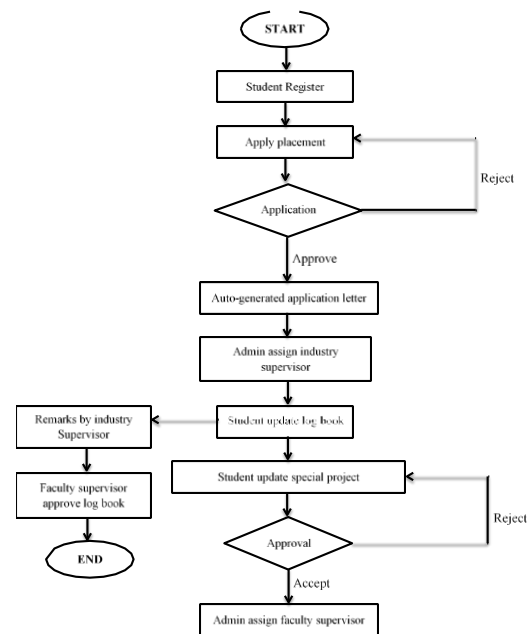 START
Student Register
Apply placement
Reject
Application
Approve
Auto-generated application letter
Admin assign industry
supervisor
Remarks by industry
Supervisor
Student update log book
Faculty supervisor
approve log book
Student update special project
END
Approval
Reject
Accept
Admin assign faculty supervisor